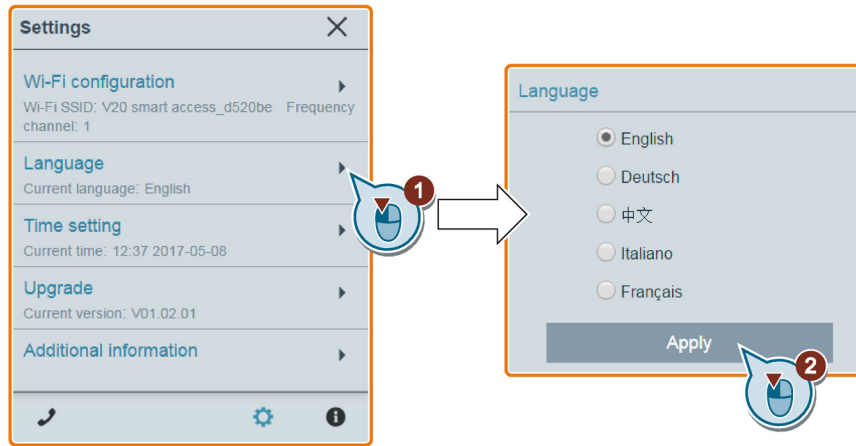 Settings
Wi-Fi configuration
Wi-Fi SSID: V20 smart access_d520be Frequency
channel: 1
Language
Current language: English
Time setting
Current time: 12:37 2017-05-08
Upgrade
Current version: V01.02.01
Additional information
1
Language
English
Deutsch
中文
Italiano
Français
Apply
2